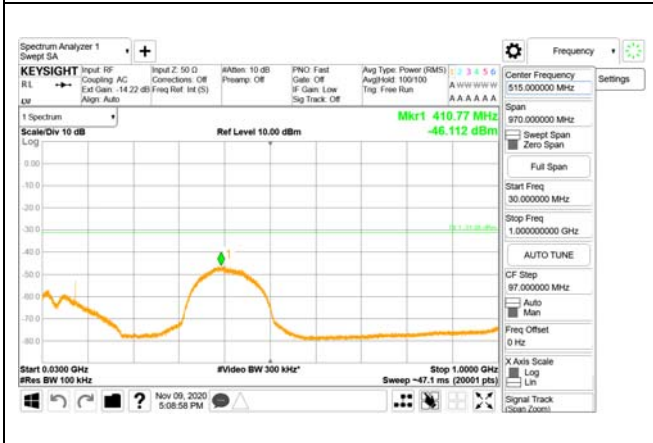 Spectrum Analyzer 1
Swept SA
+
Frequency
KEYSIGHT
Input: RF
Coupling: AC
Ext Gain: -14.22 dB
Align: Auto
Input Z: 50 Ω
Corrections: Off
Freq Ref: Int (S)
#Atten: 10 dB
Preamp: Off
PNO: Fast
Gate: Off
IF Gain: Low
Sig Track: Off
Avg Type: Power (RMS)
Avg|Hold: 100/100
Trig: Free Run
1 2 3 4 5 6
A W W W W W
A A A A A A
RL
1 Spectrum
Scale/Div 10 dB
Log
Ref Level 10.00 dBm
Mkr1 410.77 MHz
-46.112 dBm
0.00
-10.0
-20.0
-30.0
-40.0
-50.0
-60.0
-70.0
-80.0
1
Start 0.0300 GHz
#Res BW 100 kHz
#Video BW 300 kHz*
Stop 1.0000 GHz
Sweep ~47.1 ms (20001 pts)
Nov 09, 2020
5:08:58 PM
?
Center Frequency
515.000000 MHz
Settings
Span
970.000000 MHz
Swept Span
Zero Span
Full Span
Start Freq
30.000000 MHz
Stop Freq
1.000000000 GHz
AUTO TUNE
CF Step
97.000000 MHz
Auto
Man
Freq Offset
0 Hz
X Axis Scale
Log
Lin
Signal Track
(Span Zoom)